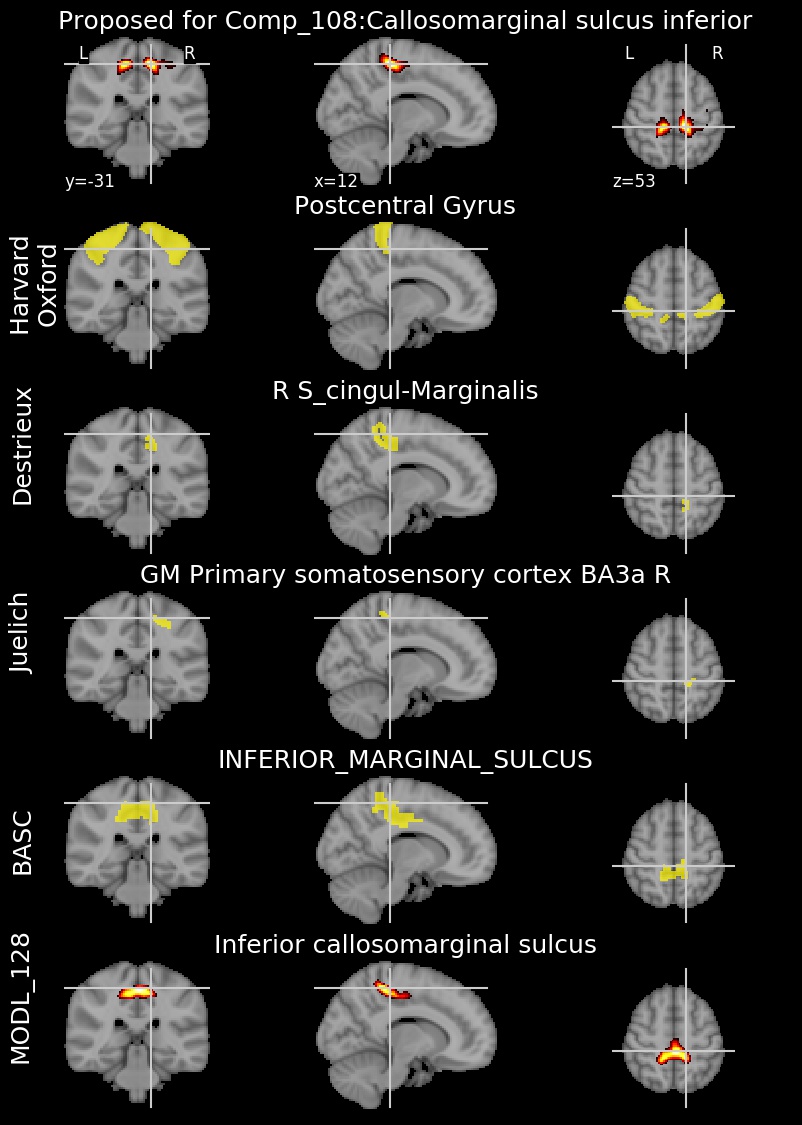 Proposed for Comp_108:Callosomarginal sulcus inferior
L R
L R
y=-31 x=12 z=53
Postcentral Gyrus
Harvard
Oxford
R S_cingul-Marginalis
Destrieux
GM Primary somatosensory cortex BA3a R
Juelich
INFERIOR_MARGINAL_SULCUS
BASC
Inferior callosomarginal sulcus
MODL_128